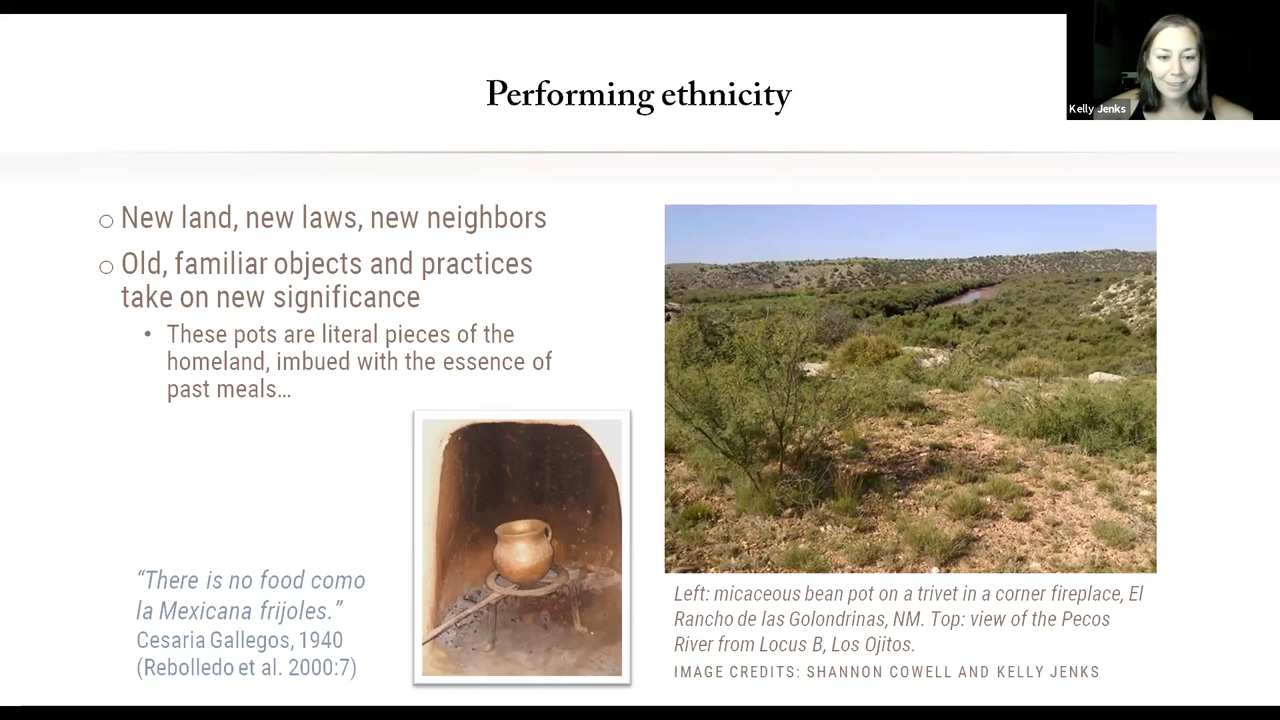 Performing ethnicity
Kelly Jenks
○ New land, new laws, new neighbors
○ Old, familiar objects and practices
take on new significance
• These pots are literal pieces of the
homeland, imbued with the essence of
past meals…
“There is no food como
la Mexicana frijoles.”
Cesaria Gallegos, 1940
(Rebolledo et al. 2000:7)
Left: micaceous bean pot on a trivet in a corner fireplace, El
Rancho de las Golondrinas, NM. Top: view of the Pecos
River from Locus B, Los Ojitos.
IMAGE CREDITS: SHANNON COWELL AND KELLY JENKS